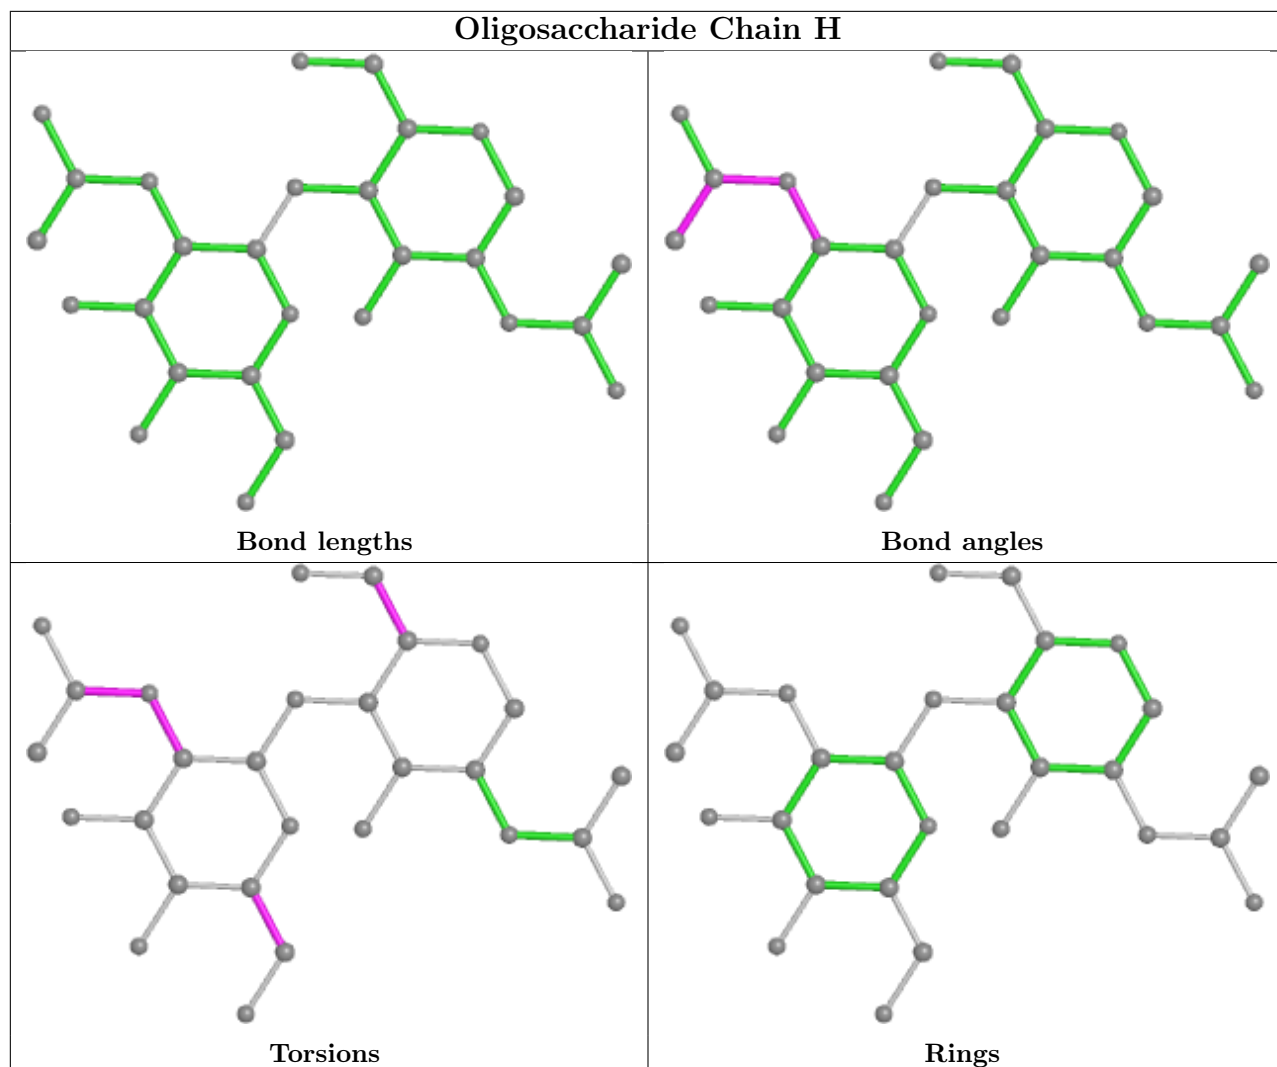 Oligosaccharide Chain H
Bond lengths
Bond angles
Torsions
Rings